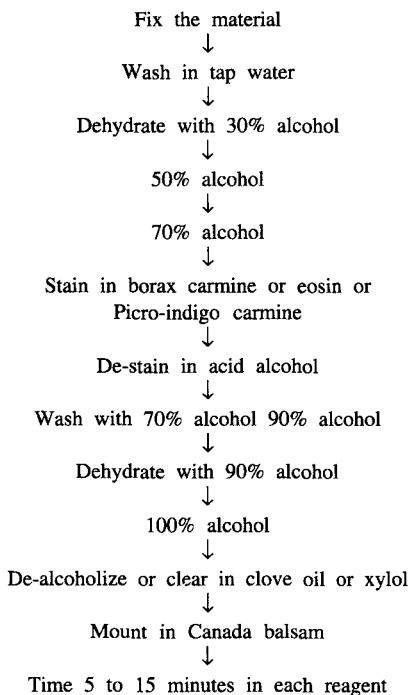 Fix the material
↓
Wash in tap water
↓
Dehydrate with 30% alcohol
↓
50% alcohol
↓
70% alcohol
↓
Stain in borax carmine or eosin or
Picro-indigo carmine
↓
De-stain in acid alcohol
↓
Wash with 70% alcohol 90% alcohol
↓
Dehydrate with 90% alcohol
↓
100% alcohol
↓
De-alcoholize or clear in clove oil or xylol
↓
Mount in Canada balsam
↓
Time 5 to 15 minutes in each reagent